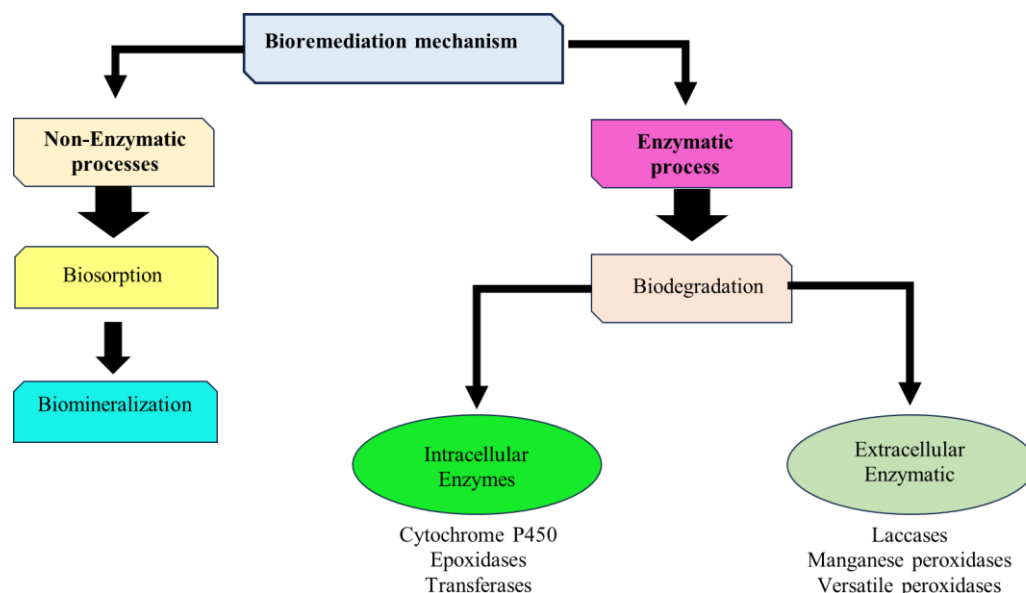 Bioremediation mechanism
Non-Enzymatic
processes
Enzymatic
process
Biosorption
Biodegradation
Biomineralization
Intracellular
Enzymes
Extracellular
Enzymatic
Cytochrome P450
Epoxidases
Transferases
Laccases
Manganese peroxidases
Versatile peroxidases